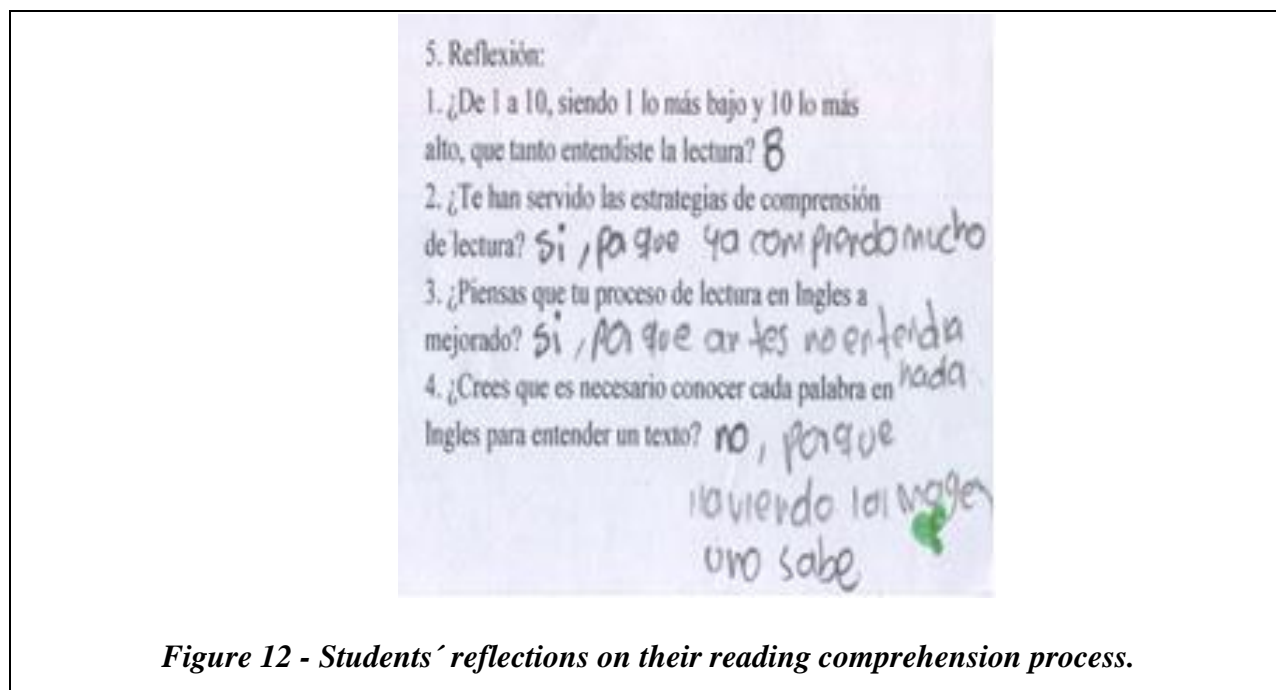 5. Reflexión:
1. ¿De 1 a 10, siendo 1 lo más bajo y 10 lo más
alto, que tanto entendiste la lectura? 8
2. ¿Te han servido las estrategias de comprensión
de lectura? Si, porque ya comprendo mucho
3. ¿Piensas que tu proceso de lectura en Ingles a
mejorado? Si, porque antes no entendia
nada
4. ¿Crees que es necesario conocer cada palabra en
Ingles para entender un texto? no, porque
viendo la imagen
uno sabe
Figure 12 - Students´ reflections on their reading comprehension process.